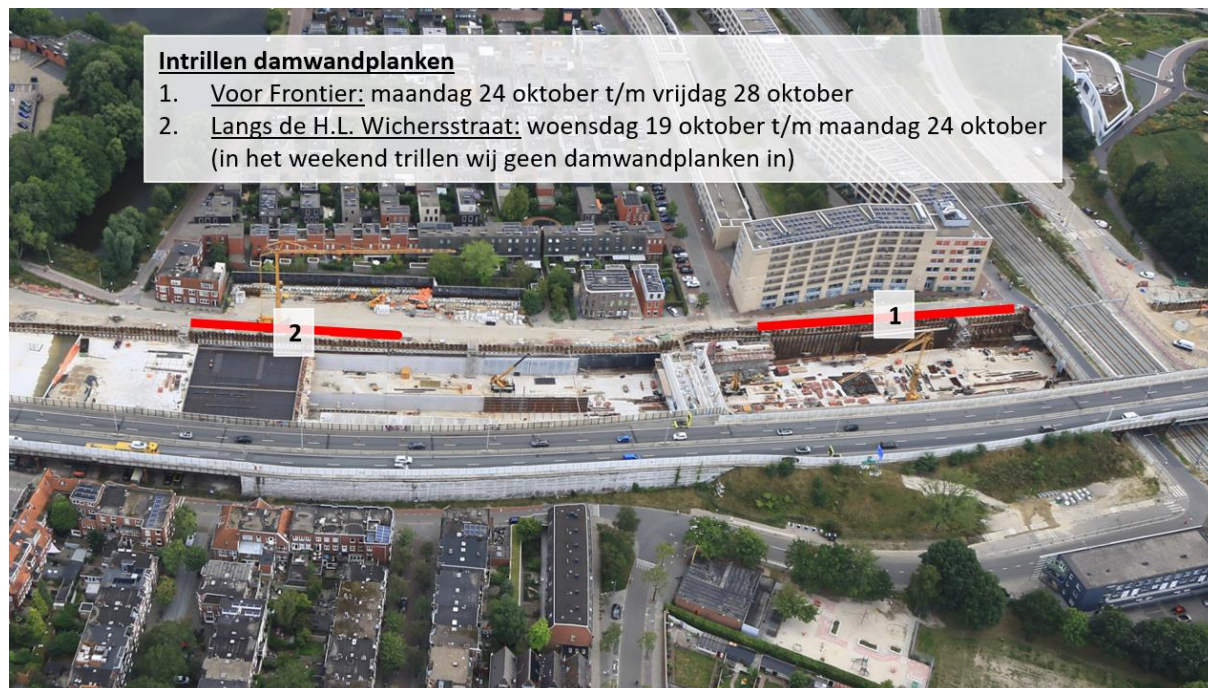 Intrillen damwandplanken
1. Voor Frontier: maandag 24 oktober t/m vrijdag 28 oktober
2. Langs de H.L. Wichersstraat: woensdag 19 oktober t/m maandag 24 oktober
(in het weekend trillen wij geen damwandplanken in)
1
2